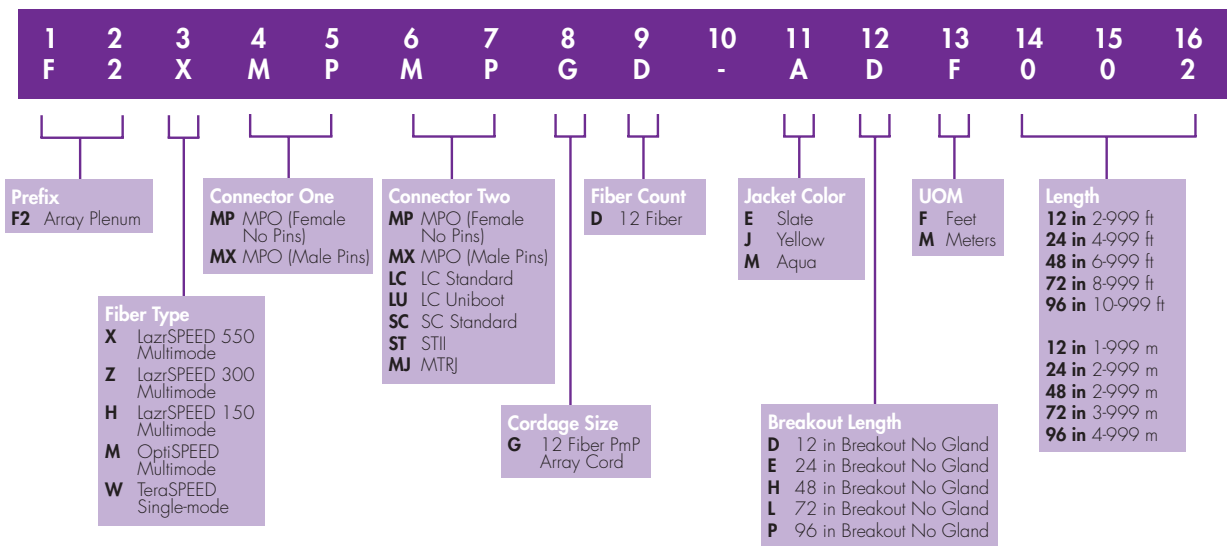 1 2 3 4 5 6 7 8 9 10 11 12 13 14 15 16
F 2 X M P M P G D - A D F 0 0 2
Prefix
F2 Array Plenum
Fiber Type
X LazrSPEED 550
Multimode
Z LazrSPEED 300
Multimode
H LazrSPEED 150
Multimode
M OptiSPEED
Multimode
W TeraSPEED
Single-mode
Connector One
MP MPO (Female
No Pins)
MX MPO (Male Pins)
Connector Two
MP MPO (Female
No Pins)
MX MPO (Male Pins)
LC LC Standard
LU LC Uniboot
SC SC Standard
ST STII
MJ MTRJ
Cordage Size
G 12 Fiber PmP
Array Cord
Fiber Count
D 12 Fiber
Jacket Color
E Slate
J Yellow
M Aqua
Breakout Length
D 12 in Breakout No Gland
E 24 in Breakout No Gland
H 48 in Breakout No Gland
L 72 in Breakout No Gland
P 96 in Breakout No Gland
UOM
F Feet
M Meters
Length
12 in 2-999 ft
24 in 4-999 ft
48 in 6-999 ft
72 in 8-999 ft
96 in 10-999 ft
12 in 1-999 m
24 in 2-999 m
48 in 2-999 m
72 in 3-999 m
96 in 4-999 m